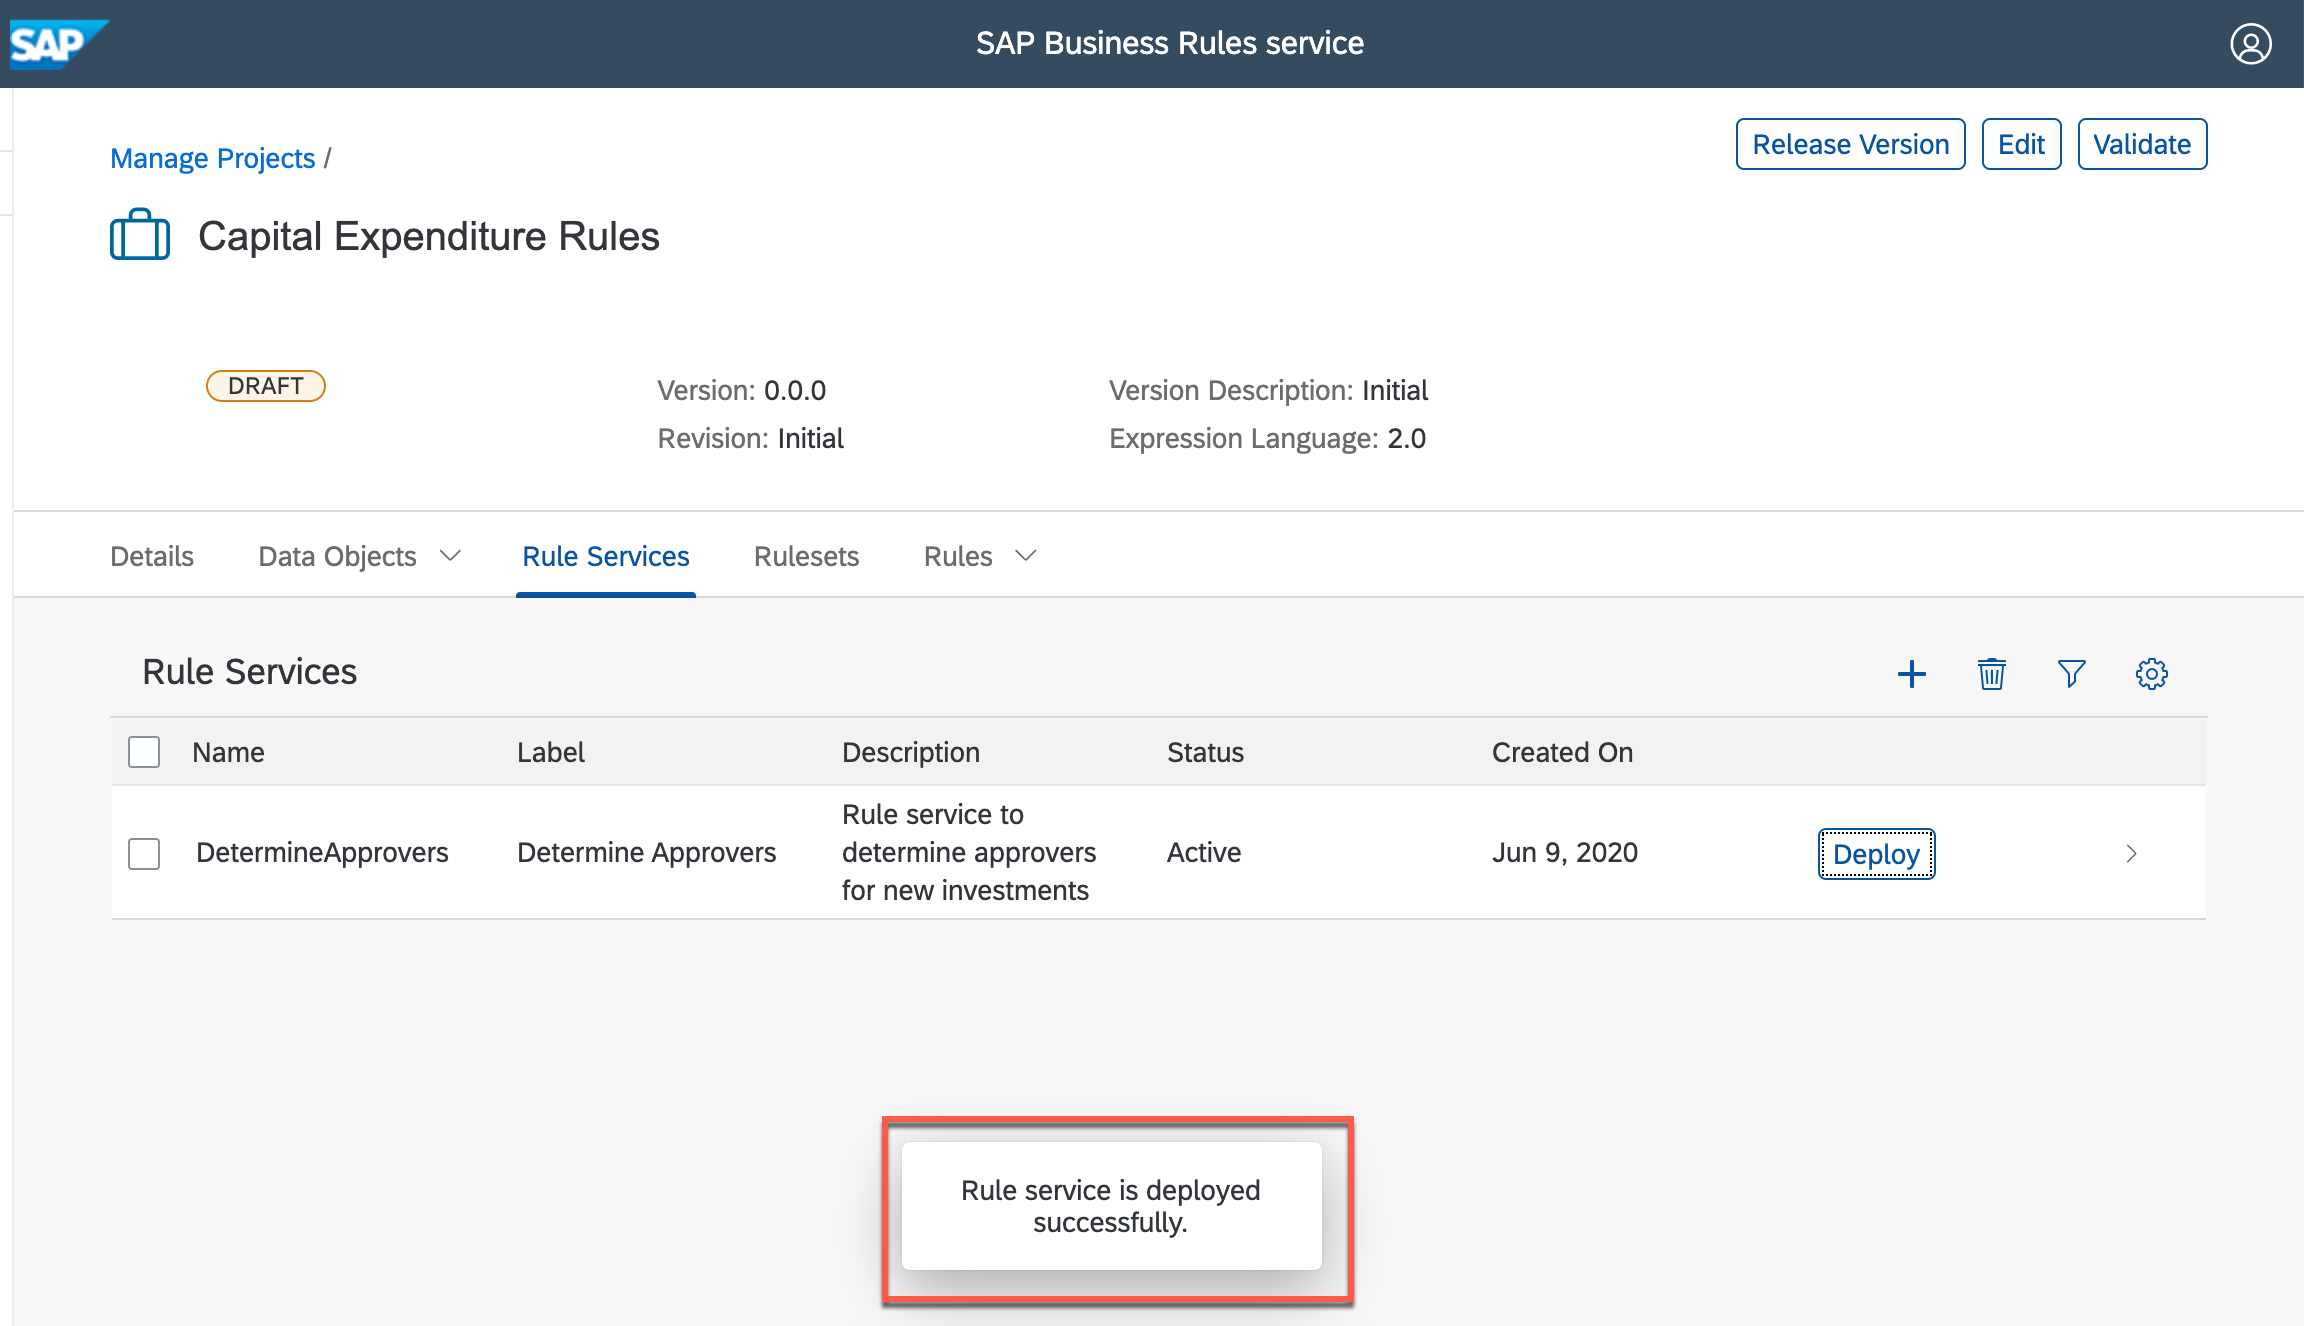 SAP
SAP Business Rules service
Manage Projects /
Release Version
Edit
Validate
Capital Expenditure Rules
DRAFT
Version: 0.0.0
Version Description: Initial
Revision: Initial
Expression Language: 2.0
Details
Data Objects
Rule Services
Rulesets
Rules
Rule Services
Name
Label
Description
Status
Created On
DetermineApprovers
Determine Approvers
Rule service to
determine approvers
for new investments
Active
Jun 9, 2020
Deploy
Rule service is deployed
successfully.